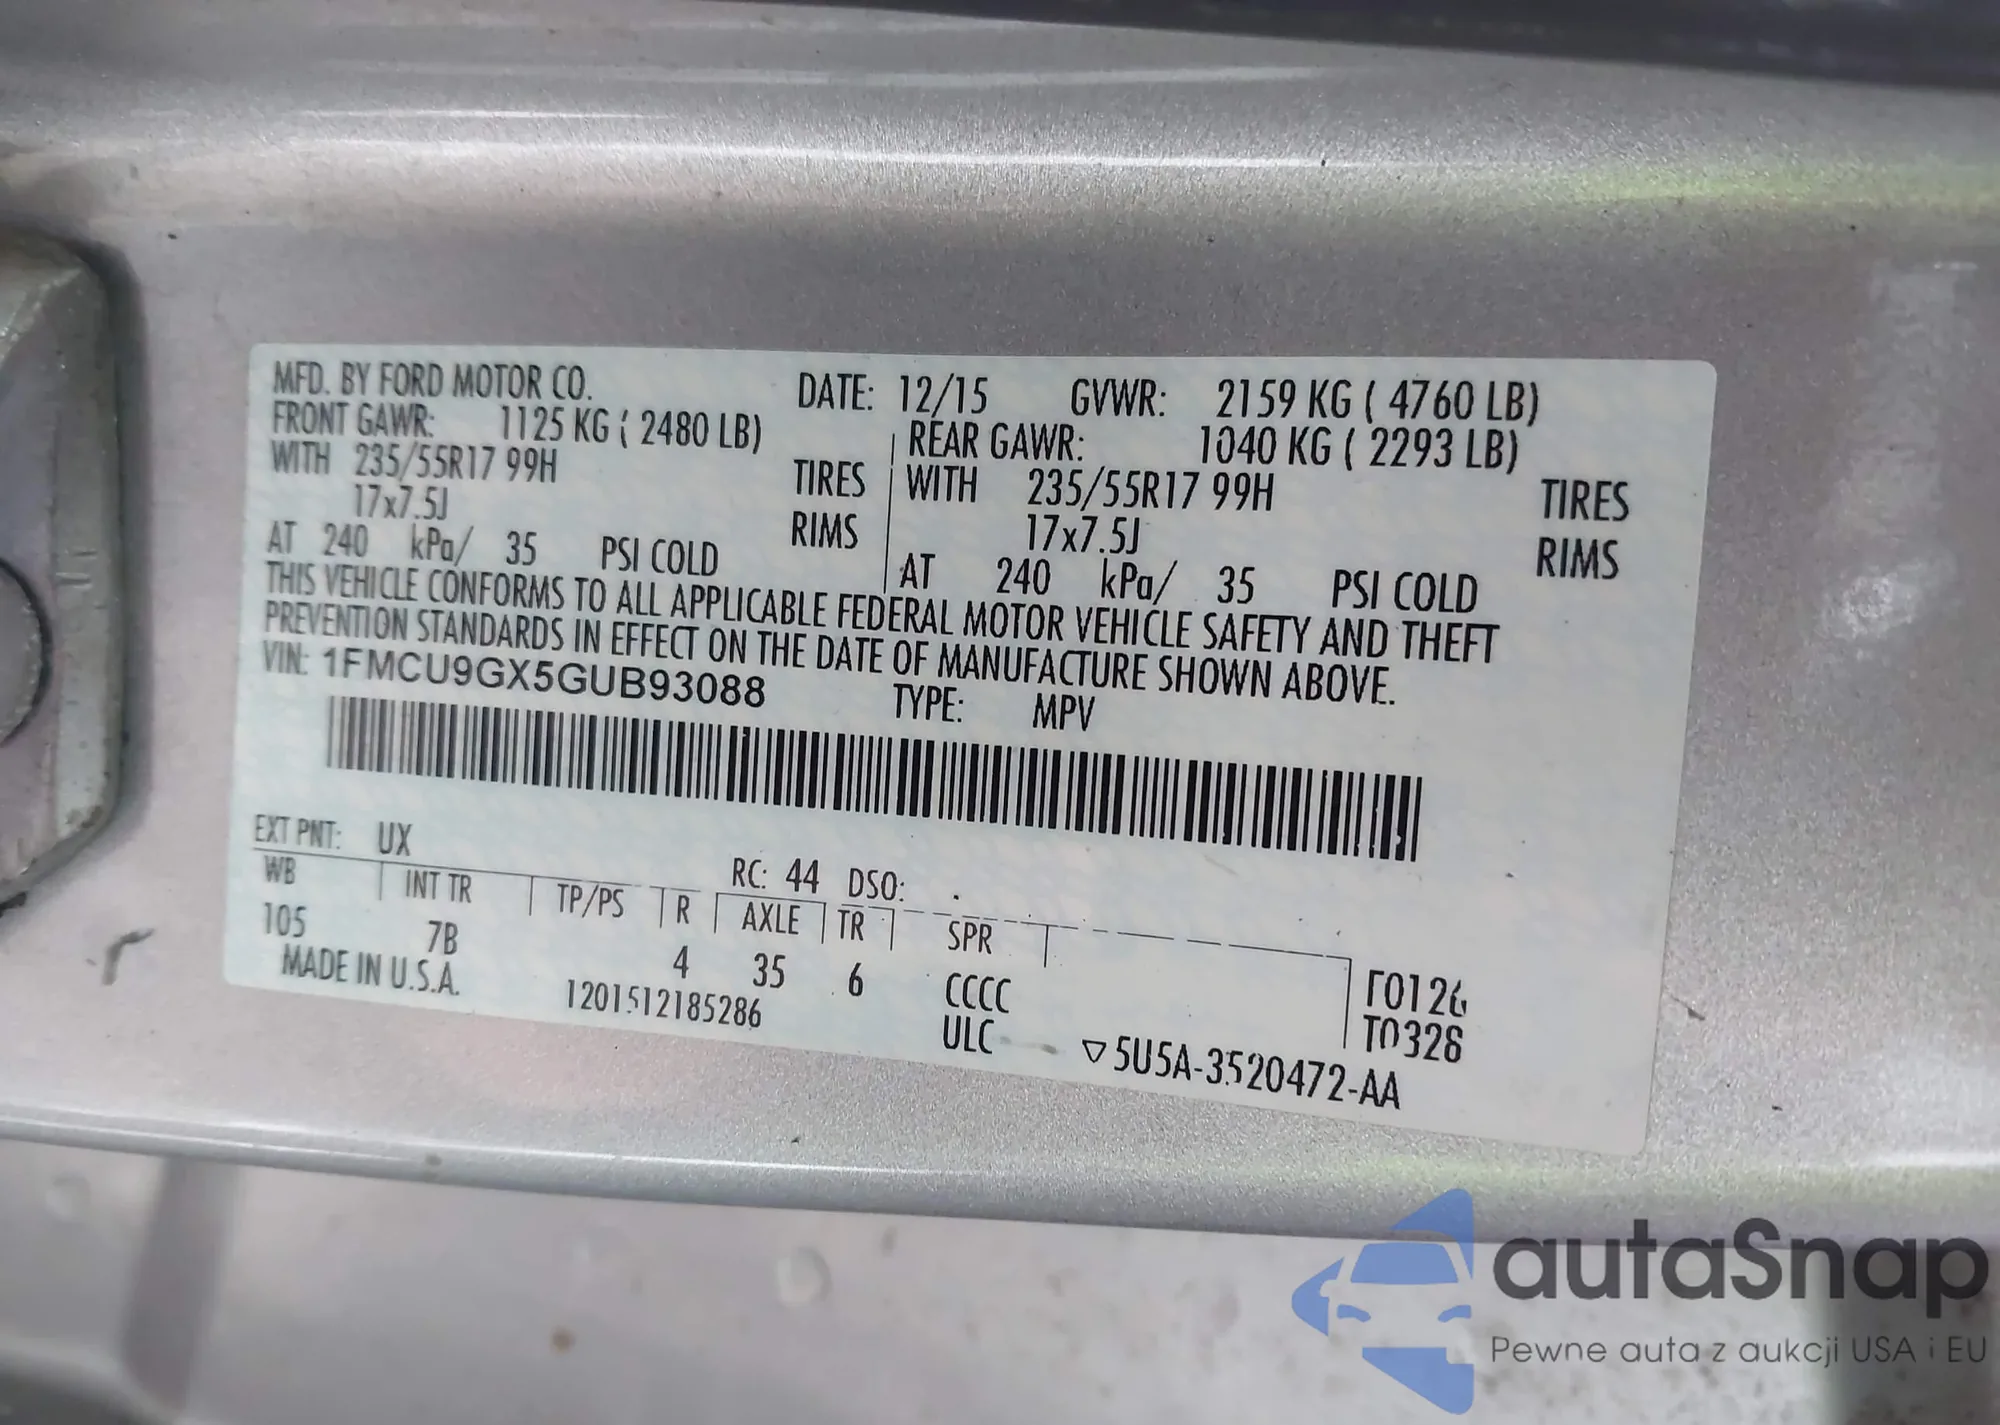 MFD. BY FORD MOTOR CO. DATE: 12/15 GVWR: 2159 KG ( 4760 LB)
FRONT GAWR: 1125 KG ( 2480 LB) REAR GAWR: 1040 KG ( 2293 LB)
WITH 235/55R17 99H TIRES WITH 235/55R17 99H TIRES
17x7.5J RIMS 17x7.5J RIMS
AT 240 kPa/ 35 PSI COLD AT 240 kPa/ 35 PSI COLD
THIS VEHICLE CONFORMS TO ALL APPLICABLE FEDERAL MOTOR VEHICLE SAFETY AND THEFT
PREVENTION STANDARDS IN EFFECT ON THE DATE OF MANUFACTURE SHOWN ABOVE.
VIN: 1FMCU9GX5GUB93088 TYPE: MPV
EXT PNT: UX RC: 44 DSO:
WB INT TR TP/PS R AXLE TR SPR
105 7B 4 35 6 CCCC T0126
MADE IN U.S.A. 1201512185286 ULC T0326
▽5U5A-3520472-AA
autaSnap
Pewne auta z aukcji USA i EU